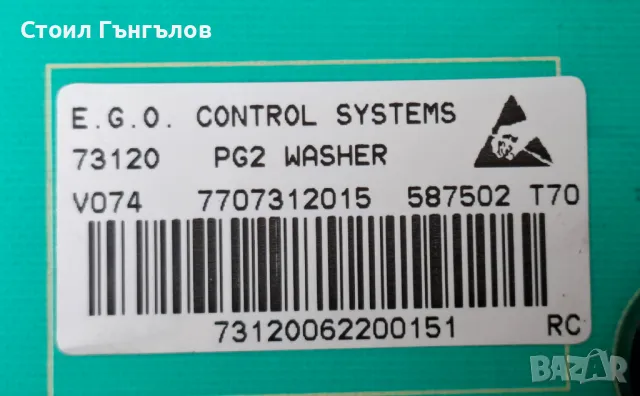 Стоил Гънгълов
E.G.O. CONTROL SYSTEMS
73120 PG2 WASHER
V074 7707312015 587502 T70
73120062200151 RC
BAZAR